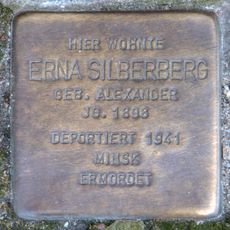 HIER WOHNTE
ERNA SILBERBERG
GEB. ALEXANDER
JG. 1898
DEPORTIERT 1941
MINSK
ERMORDET